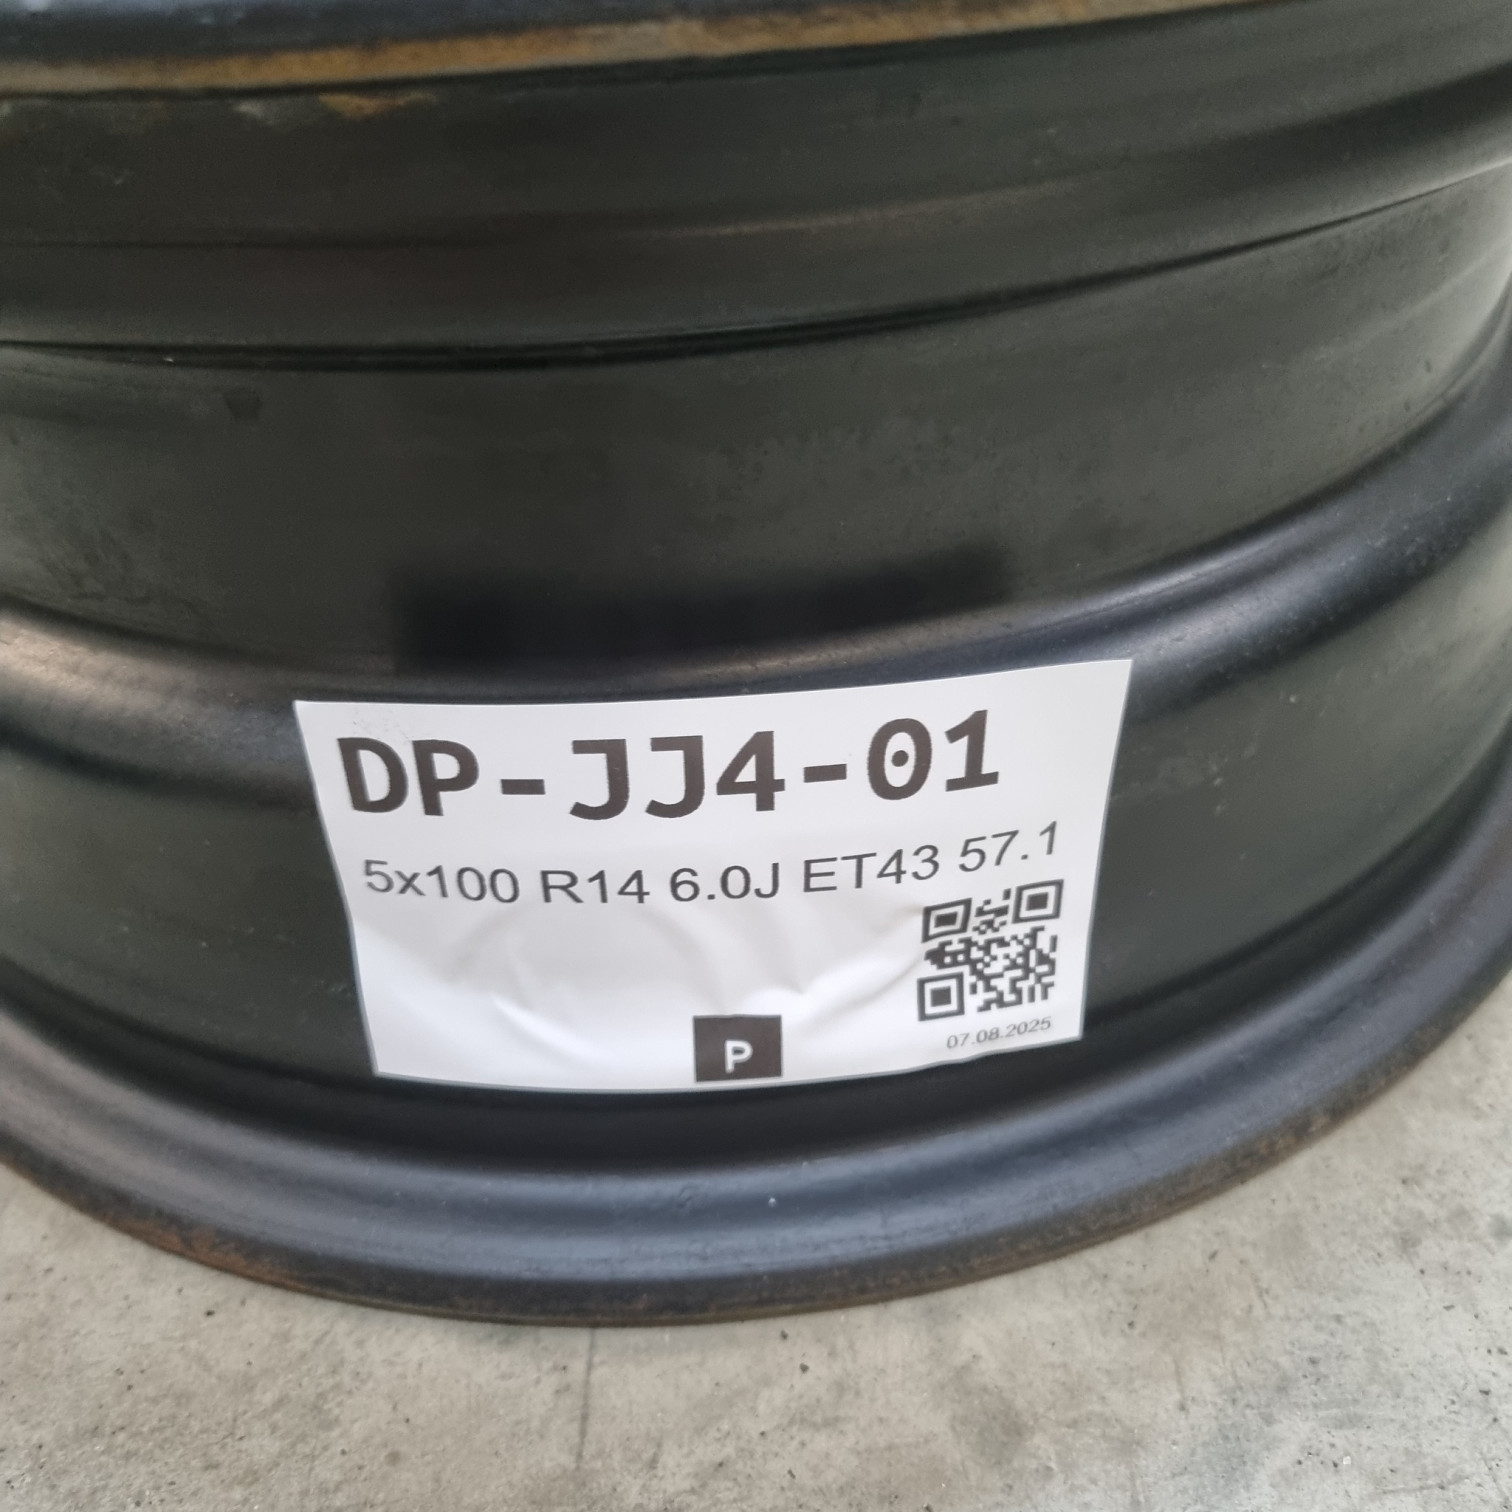 DP-JJ4-01
5x100 R14 6.0J ET43 57.1
P
07.08.2025